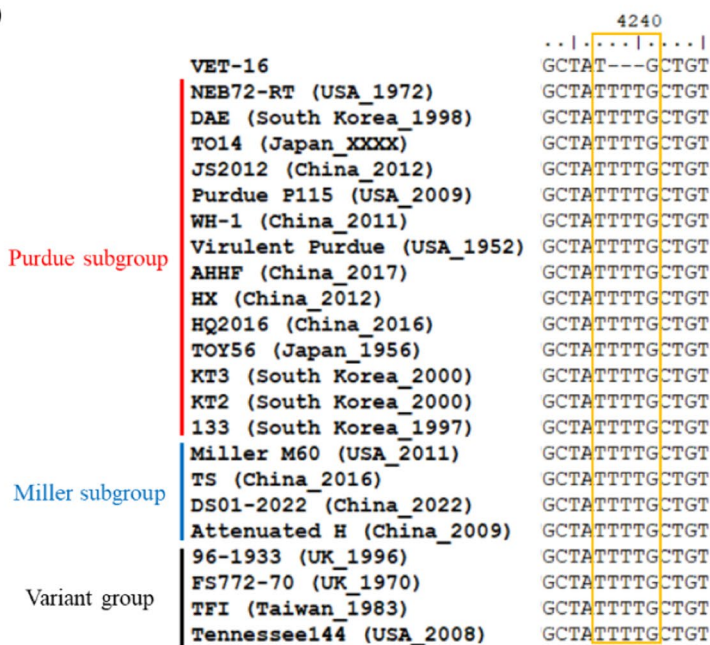 )
4240
..|....|....|
VET-16 GCTAT---GCTGT
NEB72-RT (USA_1972) GCTATTTTGCTGT
DAE (South Korea_1998) GCTATTTTGCTGT
TO14 (Japan_XXXX) GCTATTTTGCTGT
JS2012 (China_2012) GCTATTTTGCTGT
Purdue P115 (USA_2009) GCTATTTTGCTGT
WH-1 (China_2011) GCTATTTTGCTGT
Purdue subgroup Virulent Purdue (USA_1952) GCTATTTTGCTGT
AHHF (China_2017) GCTATTTTGCTGT
HX (China_2012) GCTATTTTGCTGT
HQ2016 (China_2016) GCTATTTTGCTGT
TOY56 (Japan_1956) GCTATTTTGCTGT
KT3 (South Korea_2000) GCTATTTTGCTGT
KT2 (South Korea_2000) GCTATTTTGCTGT
133 (South Korea_1997) GCTATTTTGCTGT
Miller M60 (USA_2011) GCTATTTTGCTGT
Miller subgroup TS (China_2016) GCTATTTTGCTGT
DS01-2022 (China_2022) GCTATTTTGCTGT
Attenuated H (China_2009) GCTATTTTGCTGT
96-1933 (UK_1996) GCTATTTTGCTGT
Variant group FS772-70 (UK_1970) GCTATTTTGCTGT
TFI (Taiwan_1983) GCTATTTTGCTGT
Tennessee144 (USA_2008) GCTATTTTGCTGT